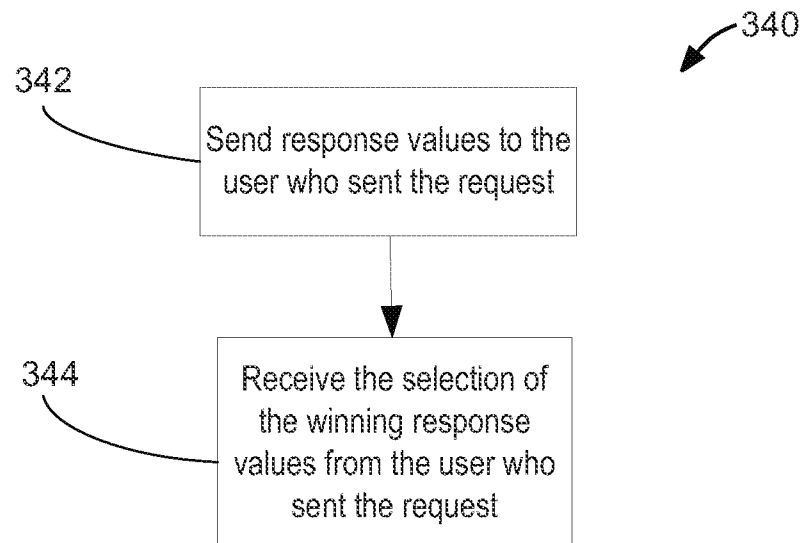 340
342
Send response values to the
user who sent the request
344
Receive the selection of
the winning response
values from the user who
sent the request